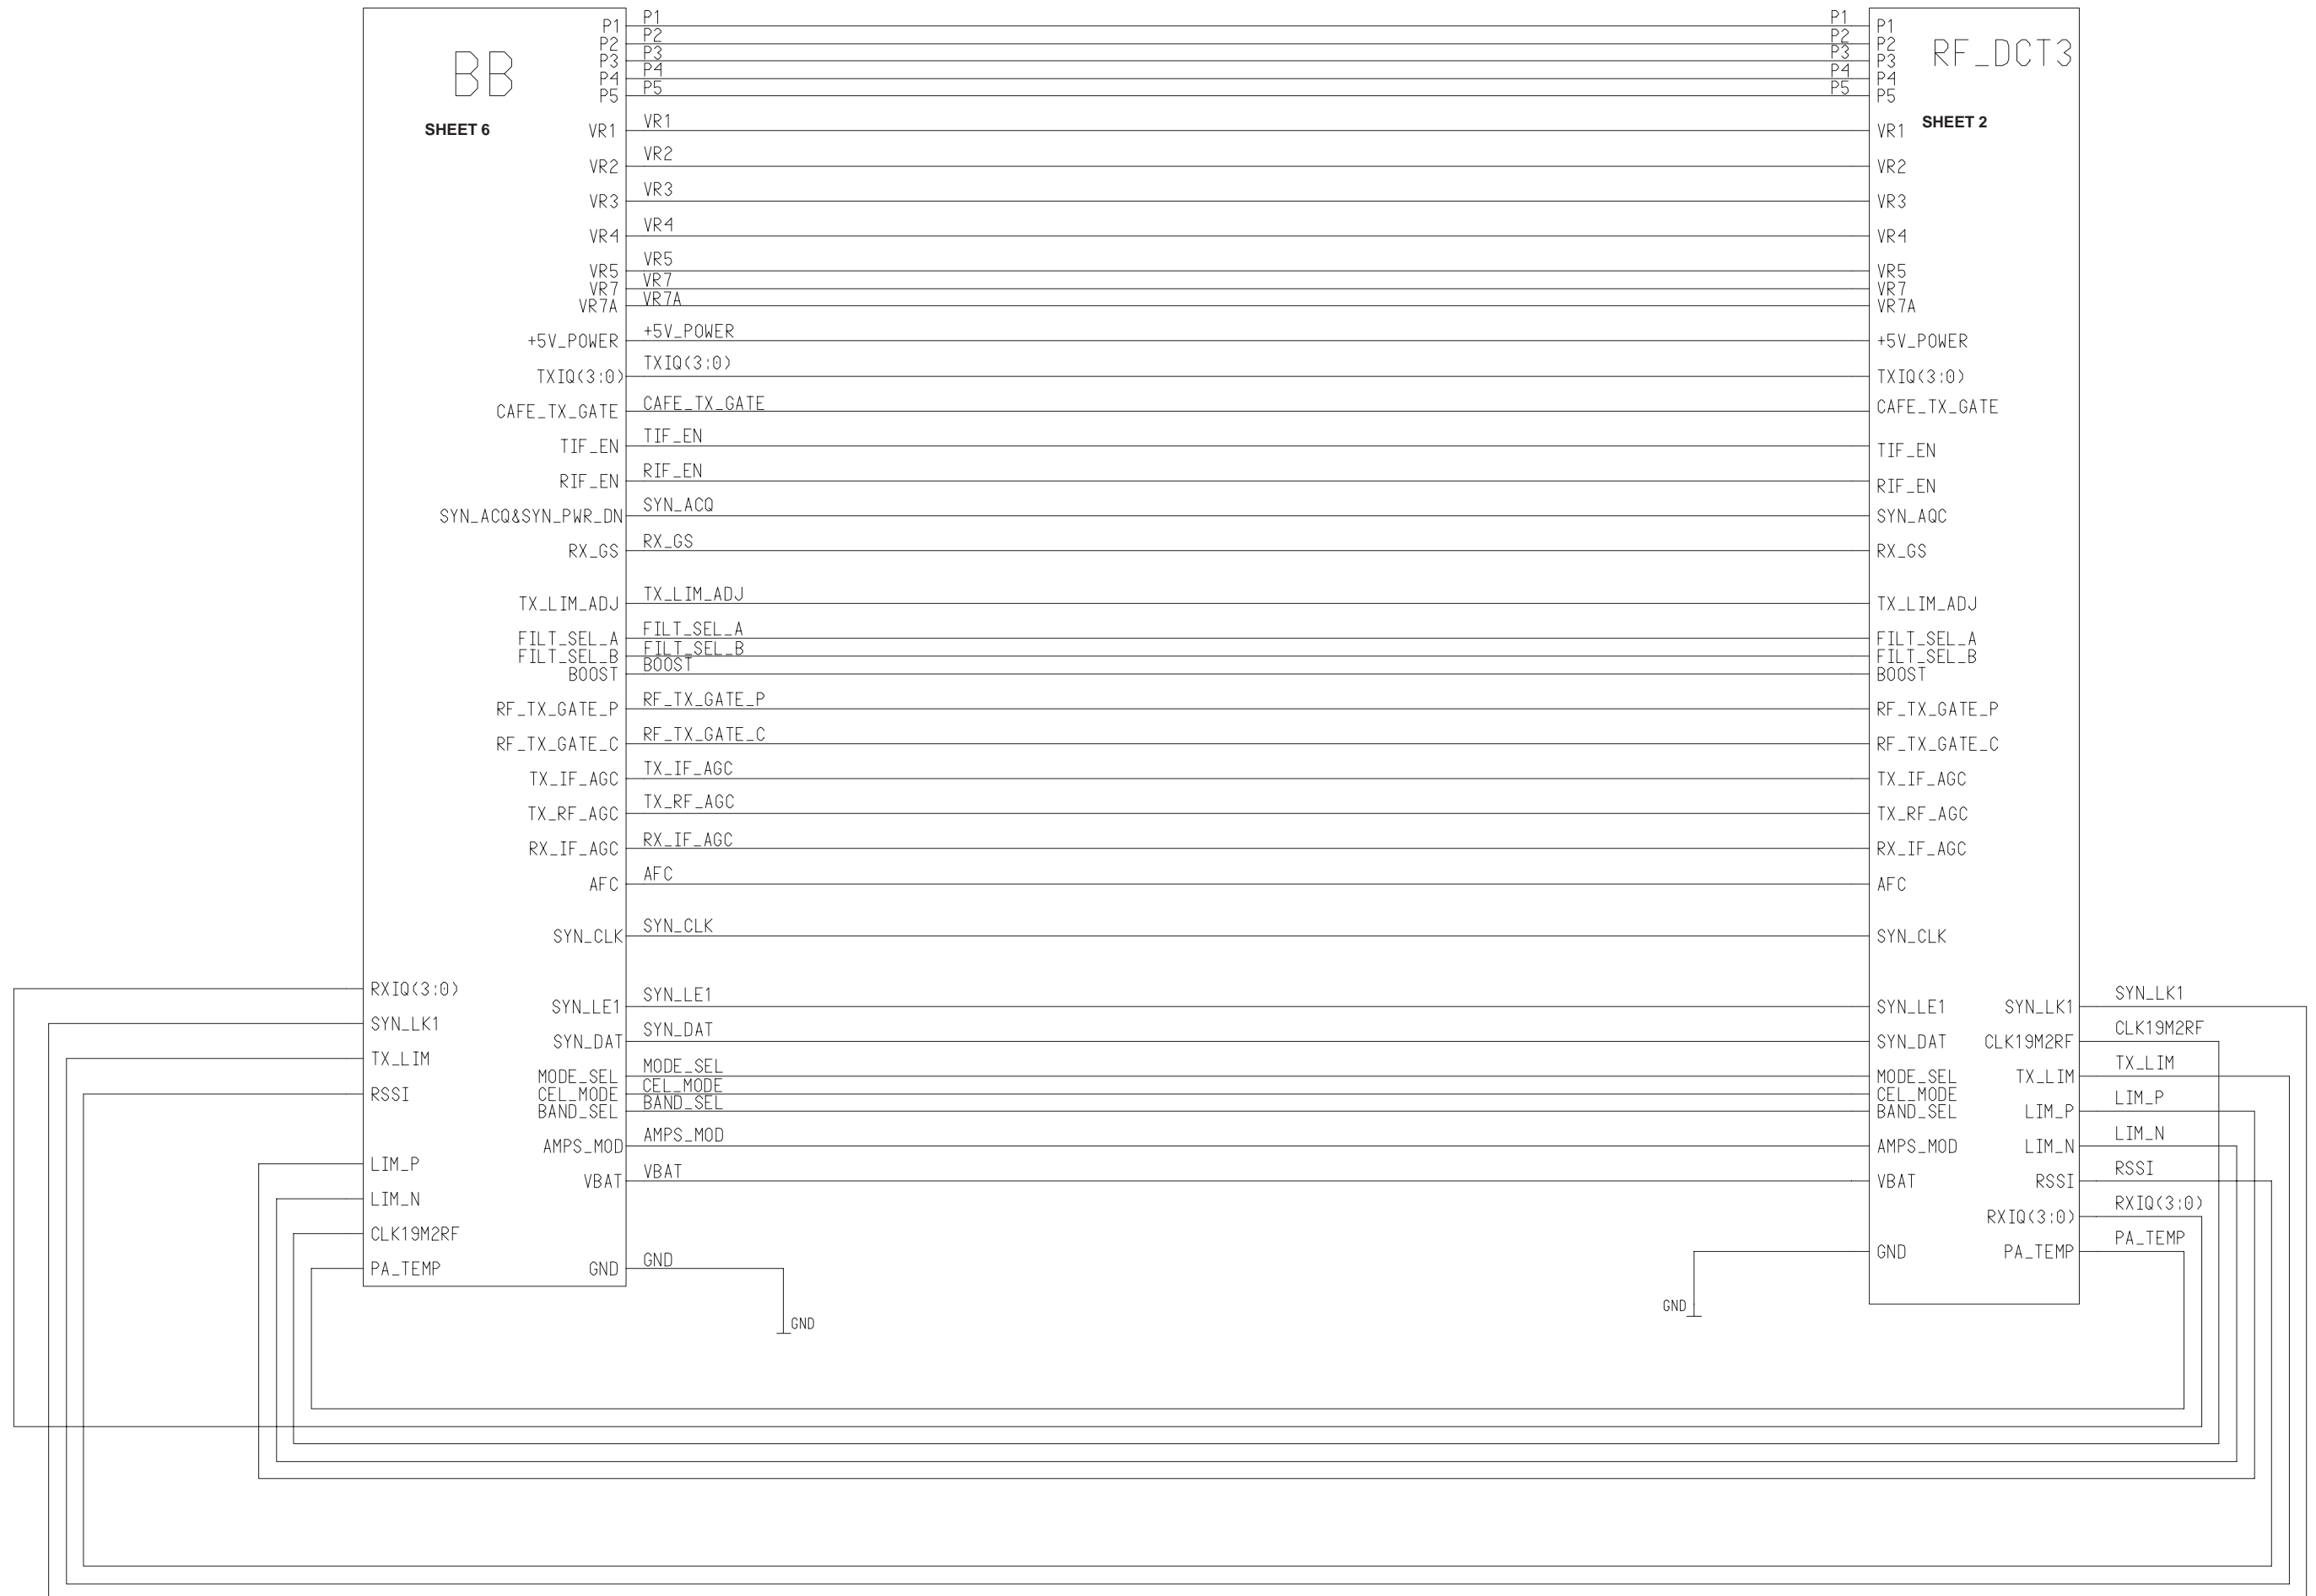 BB
SHEET 6
P1
P2
P3
P4
P5
VR1
VR2
VR3
VR4
VR5
VR7
VR7A
+5V_POWER
TXIQ(3:0)
CAFE_TX_GATE
TIF_EN
RIF_EN
SYN_ACQ&SYN_PWR_DN
RX_GS
TX_LIM_ADJ
FILT_SEL_A
FILT_SEL_B
BOOST
RF_TX_GATE_P
RF_TX_GATE_C
TX_IF_AGC
TX_RF_AGC
RX_IF_AGC
AFC
SYN_CLK
SYN_LE1
SYN_DAT
MODE_SEL
CEL_MODE
BAND_SEL
AMPS_MOD
VBAT
GND
RXIQ(3:0)
SYN_LK1
TX_LIM
RSSI
LIM_P
LIM_N
CLK19M2RF
PA_TEMP
P1
P2
P3
P4
P5
VR1
VR2
VR3
VR4
VR5
VR7
VR7A
+5V_POWER
TXIQ(3:0)
CAFE_TX_GATE
TIF_EN
RIF_EN
SYN_ACQ
RX_GS
TX_LIM_ADJ
FILT_SEL_A
FILT_SEL_B
BOOST
RF_TX_GATE_P
RF_TX_GATE_C
TX_IF_AGC
TX_RF_AGC
RX_IF_AGC
AFC
SYN_CLK
SYN_LE1
SYN_DAT
MODE_SEL
CEL_MODE
BAND_SEL
AMPS_MOD
VBAT
GND
GND
P1
P2
P3
P4
P5
GND
RF_DCT3
SHEET 2
P1
P2
P3
P4
P5
VR1
VR2
VR3
VR4
VR5
VR7
VR7A
+5V_POWER
TXIQ(3:0)
CAFE_TX_GATE
TIF_EN
RIF_EN
SYN_AQC
RX_GS
TX_LIM_ADJ
FILT_SEL_A
FILT_SEL_B
BOOST
RF_TX_GATE_P
RF_TX_GATE_C
TX_IF_AGC
TX_RF_AGC
RX_IF_AGC
AFC
SYN_CLK
SYN_LE1
SYN_DAT
MODE_SEL
CEL_MODE
BAND_SEL
AMPS_MOD
VBAT
GND
SYN_LK1
CLK19M2RF
TX_LIM
LIM_P
LIM_N
RSSI
RXIQ(3:0)
PA_TEMP
SYN_LK1
CLK19M2RF
TX_LIM
LIM_P
LIM_N
RSSI
RXIQ(3:0)
PA_TEMP